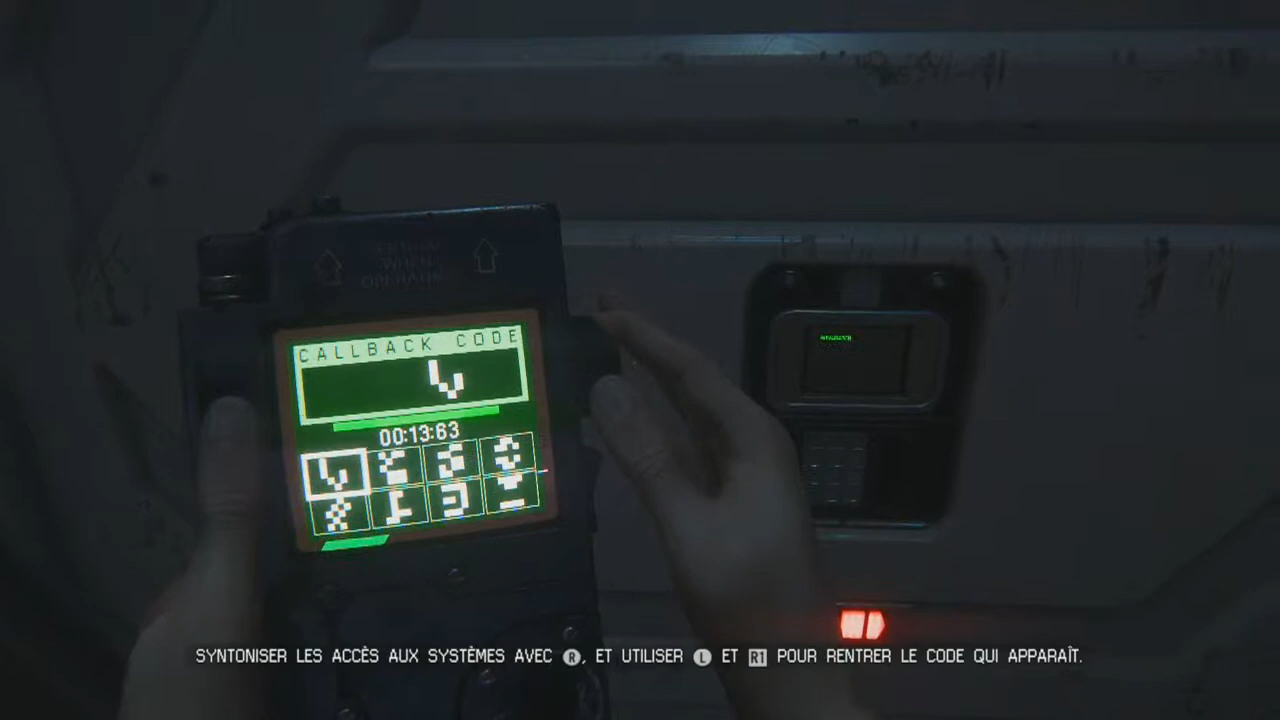 CALLBACK CODE
00:13:63
SYNTONISER LES ACCÈS AUX SYSTÈMES AVEC R, ET UTILISER L ET R1 POUR RENTRER LE CODE QUI APPARAÎT.